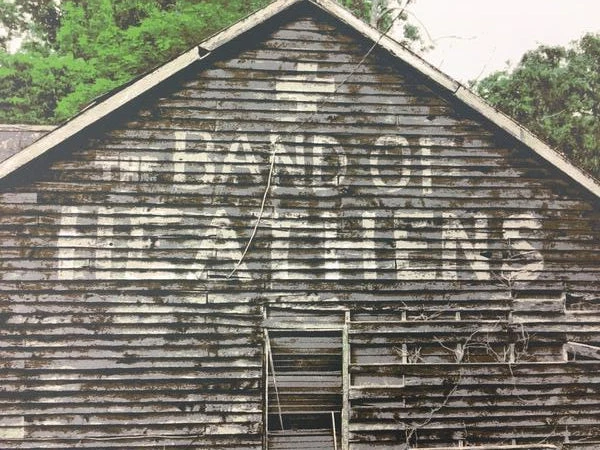 THE BAND OF
HEATHENS